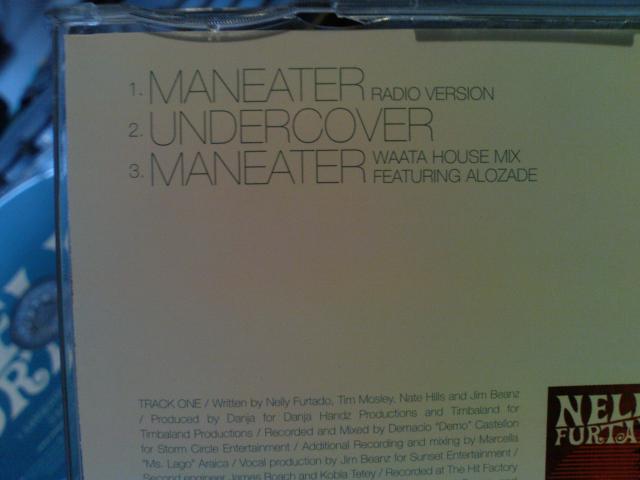 1. MANEATER RADIO VERSION
2. UNDERCOVER
3. MANEATER WAATA HOUSE MIX
FEATURING ALOZADE
TRACK ONE / Written by Nelly Furtado, Tim Mosley, Nate Hills and Jim Beanz
/ Produced by Danja for Danja Handz Productions and Timbaland for
Timbaland Productions / Recorded and Mixed by Demacio "Demo" Castellon
for Storm Circle Entertainment / Additional Recording and mixing by Marcella
"Ms. Lago" Araica / Vocal production by Jim Beanz for Sunset Entertainment /
Second engineer James Roach and Kobla Tetey / Recorded at The Hit Factory
NELL
FURTA